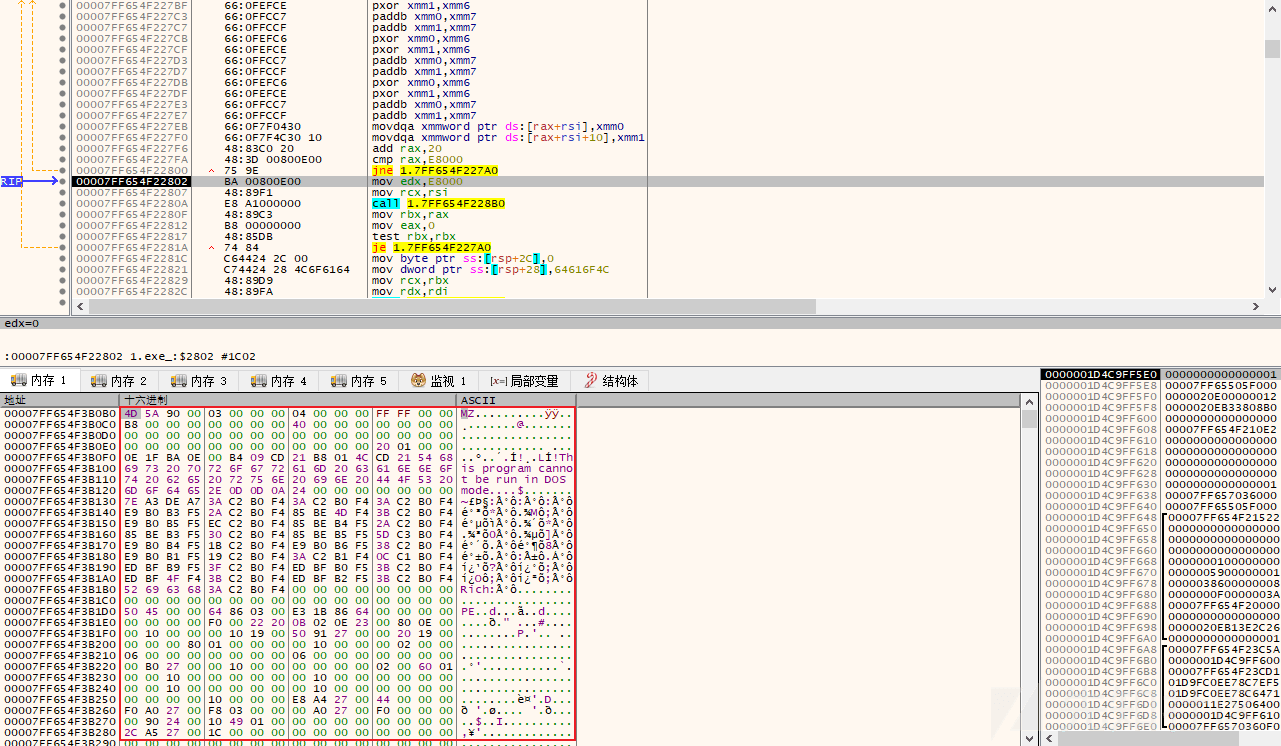 00007FF654F227BF 66:0FEFCE pxor xmm1,xmm6
00007FF654F227C3 66:0FFCC7 paddb xmm0,xmm7
00007FF654F227C7 66:0FFCCF paddb xmm1,xmm7
00007FF654F227CB 66:0FEFC6 pxor xmm0,xmm6
00007FF654F227CF 66:0FEFCE pxor xmm1,xmm6
00007FF654F227D3 66:0FFCC7 paddb xmm0,xmm7
00007FF654F227D7 66:0FFCCF paddb xmm1,xmm7
00007FF654F227DB 66:0FEFC6 pxor xmm0,xmm6
00007FF654F227DF 66:0FEFCE pxor xmm1,xmm6
00007FF654F227E3 66:0FFCC7 paddb xmm0,xmm7
00007FF654F227E7 66:0FFCCF paddb xmm1,xmm7
00007FF654F227EB 66:0F7F0430 movdqa xmmword ptr ds:[rax+rsi],xmm0
00007FF654F227F0 66:0F7F4C30 10 movdqa xmmword ptr ds:[rax+rsi+10],xmm1
00007FF654F227F6 48:83C0 20 add rax,20
00007FF654F227FA 48:3D 00800E00 cmp rax,E8000
00007FF654F22800 75 9E jne 1.7FF654F227A0
RIP 00007FF654F22802 BA 00800E00 mov edx,E8000
00007FF654F22807 48:89F1 mov rcx,rsi
00007FF654F2280A E8 A1000000 call 1.7FF654F228B0
00007FF654F2280F 48:89C3 mov rbx,rax
00007FF654F22812 B8 00000000 mov eax,0
00007FF654F22817 48:85DB test rbx,rbx
00007FF654F2281A 74 84 je 1.7FF654F227A0
00007FF654F2281C C64424 2C 00 mov byte ptr ss:[rsp+2C],0
00007FF654F22821 C74424 28 4C6F6164 mov dword ptr ss:[rsp+28],64616F4C
00007FF654F22829 48:89D9 mov rcx,rbx
00007FF654F2282C 48:89FA mov rdx,rdi
edx=0
:00007FF654F22802 1.exe_:$2802 #1C02
内存 1 内存 2 内存 3 内存 4 内存 5 监视 1 [x=] 局部变量 结构体
地址 十六进制 ASCII
00007FF654F3B0B0 4D 5A 90 00 03 00 00 00 04 00 00 00 FF FF 00 00 MZ..........ÿÿ..
00007FF654F3B0C0 B8 00 00 00 00 00 00 00 40 00 00 00 00 00 00 00 ¸.......@.......
00007FF654F3B0D0 00 00 00 00 00 00 00 00 00 00 00 00 00 00 00 00 ................
00007FF654F3B0E0 00 00 00 00 00 00 00 00 00 00 00 00 20 01 00 00 ............ ...
00007FF654F3B0F0 0E 1F BA 0E 00 B4 09 CD 21 B8 01 4C CD 21 54 68 ..º..´.Í!¸.LÍ!Th
00007FF654F3B100 69 73 20 70 72 6F 67 72 61 6D 20 63 61 6E 6E 6F is program canno
00007FF654F3B110 74 20 62 65 20 72 75 6E 20 69 6E 20 44 4F 53 20 t be run in DOS
00007FF654F3B120 6D 6F 64 65 2E 0D 0D 0A 24 00 00 00 00 00 00 00 mode....$.......
00007FF654F3B130 7E A3 DE A7 3A C2 B0 F4 3A C2 B0 F4 3A C2 B0 F4 ~£Þ§:Â°ô:Â°ô:Â°ô
00007FF654F3B140 E9 B0 B3 F5 2A C2 B0 F4 85 BE 4D F4 3B C2 B0 F4
00007FF654F3B150 E9 B0 B5 F5 EC C2 B0 F4 85 BE B4 F5 2A C2 B0 F4
00007FF654F3B160 85 BE B3 F5 30 C2 B0 F4 85 BE B5 F5 5D C3 B0 F4
00007FF654F3B170 E9 B0 B4 F5 1B C2 B0 F4 E9 B0 B6 F5 38 C2 B0 F4
00007FF654F3B180 E9 B0 B1 F5 19 C2 B0 F4 3A C2 B1 F4 0C C1 B0 F4
00007FF654F3B190 ED BF B9 F5 3F C2 B0 F4 ED BF B0 F5 3B C2 B0 F4
00007FF654F3B1A0 ED BF 4F F4 3B C2 B0 F4 ED BF B2 F5 3B C2 B0 F4
00007FF654F3B1B0 52 69 63 68 3A C2 B0 F4 00 00 00 00 00 00 00 00 Rich:Â°ô........
00007FF654F3B1C0 00 00 00 00 00 00 00 00 00 00 00 00 00 00 00 00 ................
00007FF654F3B1D0 50 45 00 00 64 86 03 00 E3 1B 86 64 00 00 00 00 PE..d...ã..d....
00007FF654F3B1E0 00 00 00 00 F0 00 22 20 0B 02 0E 23 00 80 0E 00 ....ð." ...#....
00007FF654F3B1F0 00 10 00 00 00 10 19 00 50 91 27 00 00 20 19 00 ........P.'.. ..
00007FF654F3B200 00 00 00 80 01 00 00 00 00 10 00 00 00 02 00 00 ................
00007FF654F3B210 06 00 00 00 00 00 00 00 06 00 00 00 00 00 00 00 ................
00007FF654F3B220 00 B0 27 00 00 10 00 00 00 00 00 00 02 00 60 01 .°'...........`.
00007FF654F3B230 00 00 10 00 00 00 00 00 00 10 00 00 00 00 00 00 ................
00007FF654F3B240 00 00 10 00 00 00 00 00 00 10 00 00 00 00 00 00 ................
00007FF654F3B250 00 00 00 00 10 00 00 00 E8 A4 27 00 44 00 00 00 ........è¤'.D...
00007FF654F3B260 F0 A0 27 00 F8 03 00 00 00 A0 27 00 F0 00 00 00 ð '.ø.... '.ð...
00007FF654F3B270 00 90 24 00 10 49 01 00 00 00 00 00 00 00 00 00 ..$..I..........
00007FF654F3B280 2C A5 27 00 1C 00 00 00 00 00 00 00 00 00 00 00 ,¥'.............
00007FF654F3B290
0000001D4C9FF5E0 0000000000000001
0000001D4C9FF5E8 00007FF65505F000
0000001D4C9FF5F0 0000020E00000012
0000001D4C9FF5F8 0000020EB33808B0
0000001D4C9FF600 0000000000000000
0000001D4C9FF608 00007FF654F210E2
0000001D4C9FF610 0000000000000000
0000001D4C9FF618 0000000000000000
0000001D4C9FF620 0000000000000000
0000001D4C9FF628 0000000000000000
0000001D4C9FF630 0000000000000001
0000001D4C9FF638 00007FF657036000
0000001D4C9FF640 00007FF65505F000
0000001D4C9FF648 00007FF654F21522
0000001D4C9FF650 0000000000000000
0000001D4C9FF658 0000000000000000
0000001D4C9FF660 0000000000000000
0000001D4C9FF668 0000000100000000
0000001D4C9FF670 0000005900000001
0000001D4C9FF678 0000038600000008
0000001D4C9FF680 0000000F0000003A
0000001D4C9FF688 00007FF654F20000
0000001D4C9FF690 0000000000000000
0000001D4C9FF698 0000020EB13E2C26
0000001D4C9FF6A0 0000000000000001
0000001D4C9FF6A8 00007FF654F23C5A
0000001D4C9FF6B0 0000001D4C9FF600
0000001D4C9FF6B8 00007FF654F23CD1
0000001D4C9FF6C0 01D9FC0EE78C7EF5
0000001D4C9FF6C8 01D9FC0EE78C6471
0000001D4C9FF6D0 0000011E27506400
0000001D4C9FF6D8 0000001D4C9FF610
0000001D4C9FF6E0 00007FF6570360F0